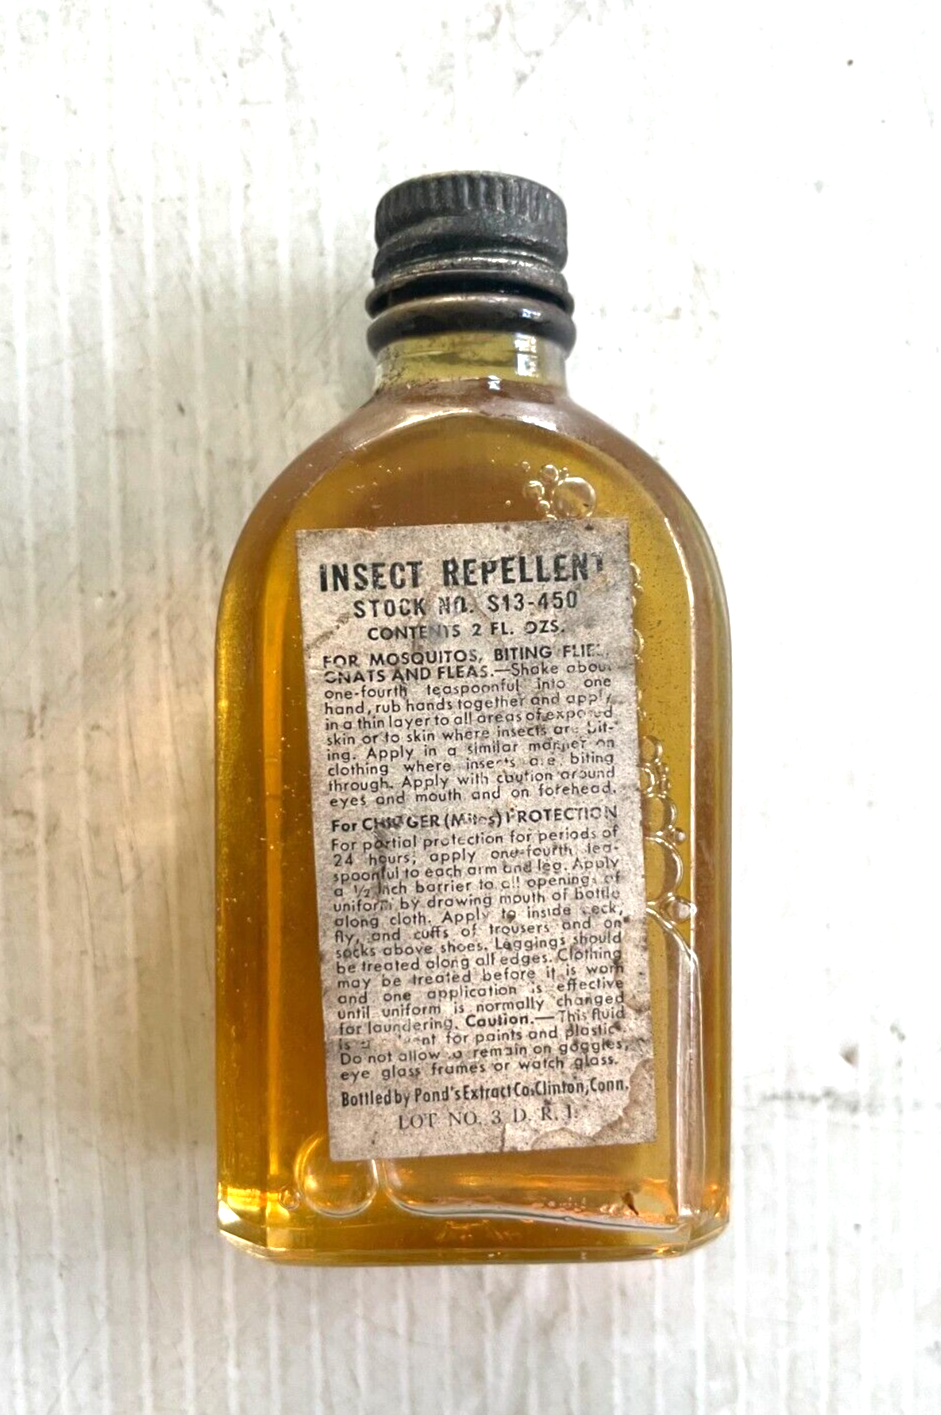 INSECT REPELLENT
STOCK NO. S13-450
CONTENTS 2 FL. OZS.
FOR MOSQUITOS, BITING FLIES,
GNATS AND FLEAS.—Shake about
one-fourth teaspoonful into one
hand, rub hands together and apply
in a thin layer to all areas of exposed
skin or to skin where insects are bit-
ing. Apply in a similar manner on
clothing where insects are biting
through. Apply with caution around
eyes and mouth and on forehead.
For CHIGGER (Mites) PROTECTION
For partial protection for periods of
24 hours, apply one-fourth tea-
spoonful to each arm and leg. Apply
a ½ inch barrier to all openings of
uniform by drawing mouth of bottle
along cloth. Apply to inside neck,
fly, and cuffs of trousers and on
socks above shoes. Leggings should
be treated along all edges. Clothing
may be treated before it is worn
and one application is effective
until uniform is normally changed
for laundering. Caution.—This fluid
is for paints and plastics.
Do not allow to remain on goggles,
eye glass frames or watch glass.
Bottled by Pond's Extract Co. Clinton, Conn.
LOT NO. 3 D. R. 1.